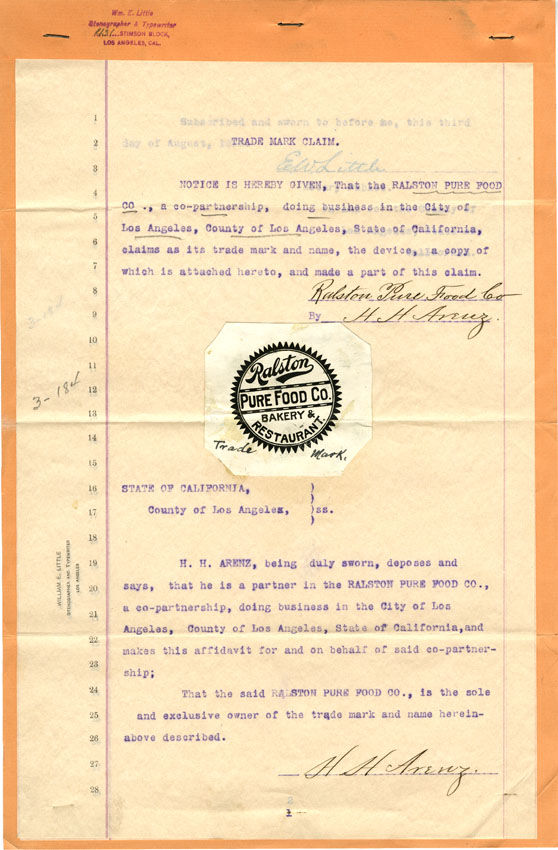 Wm. E. Little
Stenographer & Typewriter
STIMSON BLOCK,
LOS ANGELES, CAL.
1
Subscribed and sworn to before me, this third
2
day of August,
TRADE MARK CLAIM.
3
E W Little
4
NOTICE IS HEREBY GIVEN, That the RALSTON PURE FOOD
5
CO ., a co-partnership, doing business in the City of
6
Los Angeles, County of Los Angeles, State of California,
7
claims as its trade mark and name, the device, a copy of
which is attached hereto, and made a part of this claim.
8
Ralston Pure Food Co
9
By H H Arenz.
10
11
12
3-184
13
14
Ralston
PURE FOOD CO.
BAKERY &
RESTAURANT.
Trade Mark.
15
16
STATE OF CALIFORNIA, )
)
17
County of Los Angeles, )ss.
)
18
19
H. H. ARENZ, being duly sworn, deposes and
20
says, that he is a partner in the RALSTON PURE FOOD CO.,
21
a co-partnership, doing business in the City of Los
22
Angeles, County of Los Angeles, State of California,and
23
makes this affidavit for and on behalf of said co-partner-
ship;
24
That the said RALSTON PURE FOOD CO., is the sole
25
and exclusive owner of the trade mark and name herein-
26
above described.
27
H H Arenz.
28
1
WILLIAM E. LITTLE
STENOGRAPHER AND TYPEWRITER
LOS ANGELES